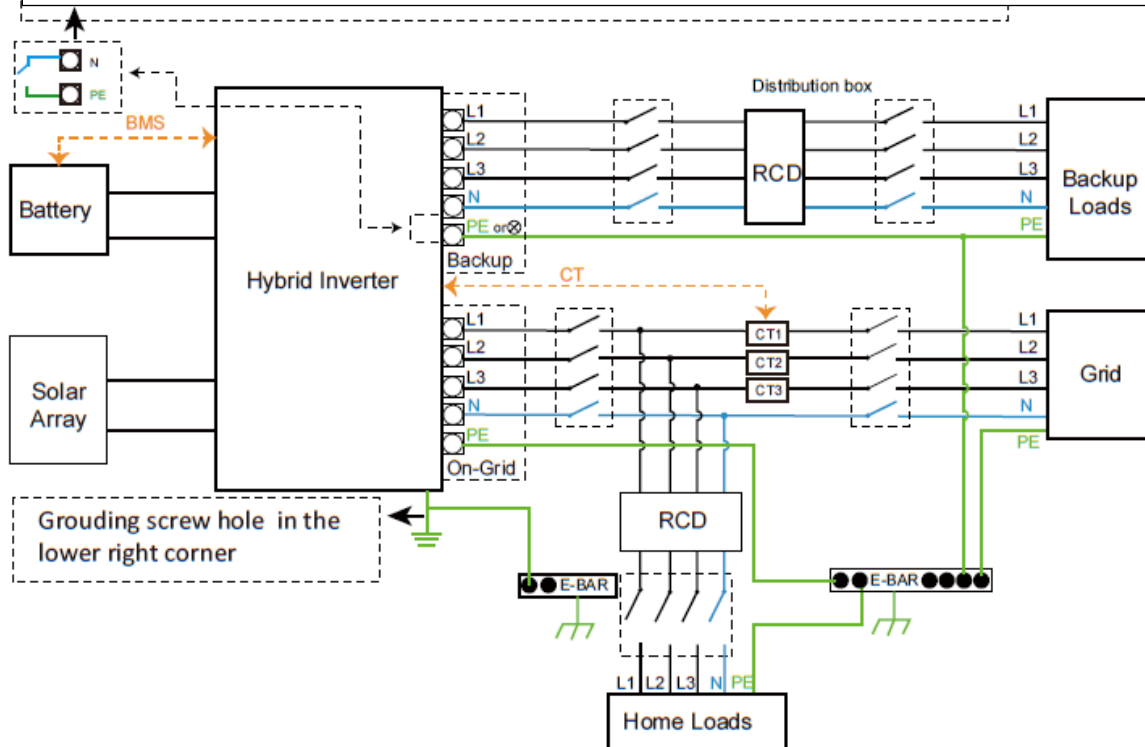 N
PE
BMS
Battery
Solar
Array
Hybrid Inverter
L1
L2
L3
N
PE or⊗
Backup
Distribution box
RCD
L1
L2
L3
N
PE
Backup
Loads
CT
L1
L2
L3
N
PE
On-Grid
CT1
CT2
CT3
L1
L2
L3
N
PE
Grid
Grouding screw hole in the
lower right corner
RCD
E-BAR
E-BAR
L1 L2 L3 N PE
Home Loads